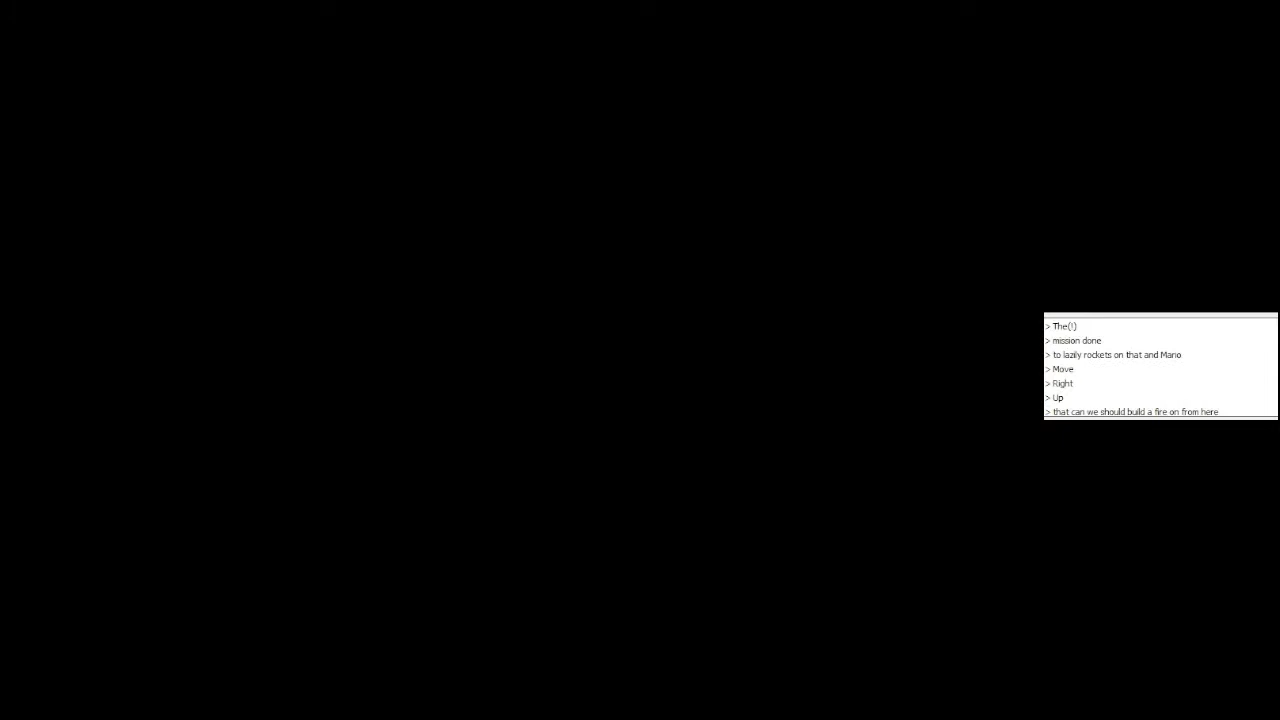 > The(!)
> mission done
> to lazily rockets on that and Mario
> Move
> Right
> Up
> that can we should build a fire on from here